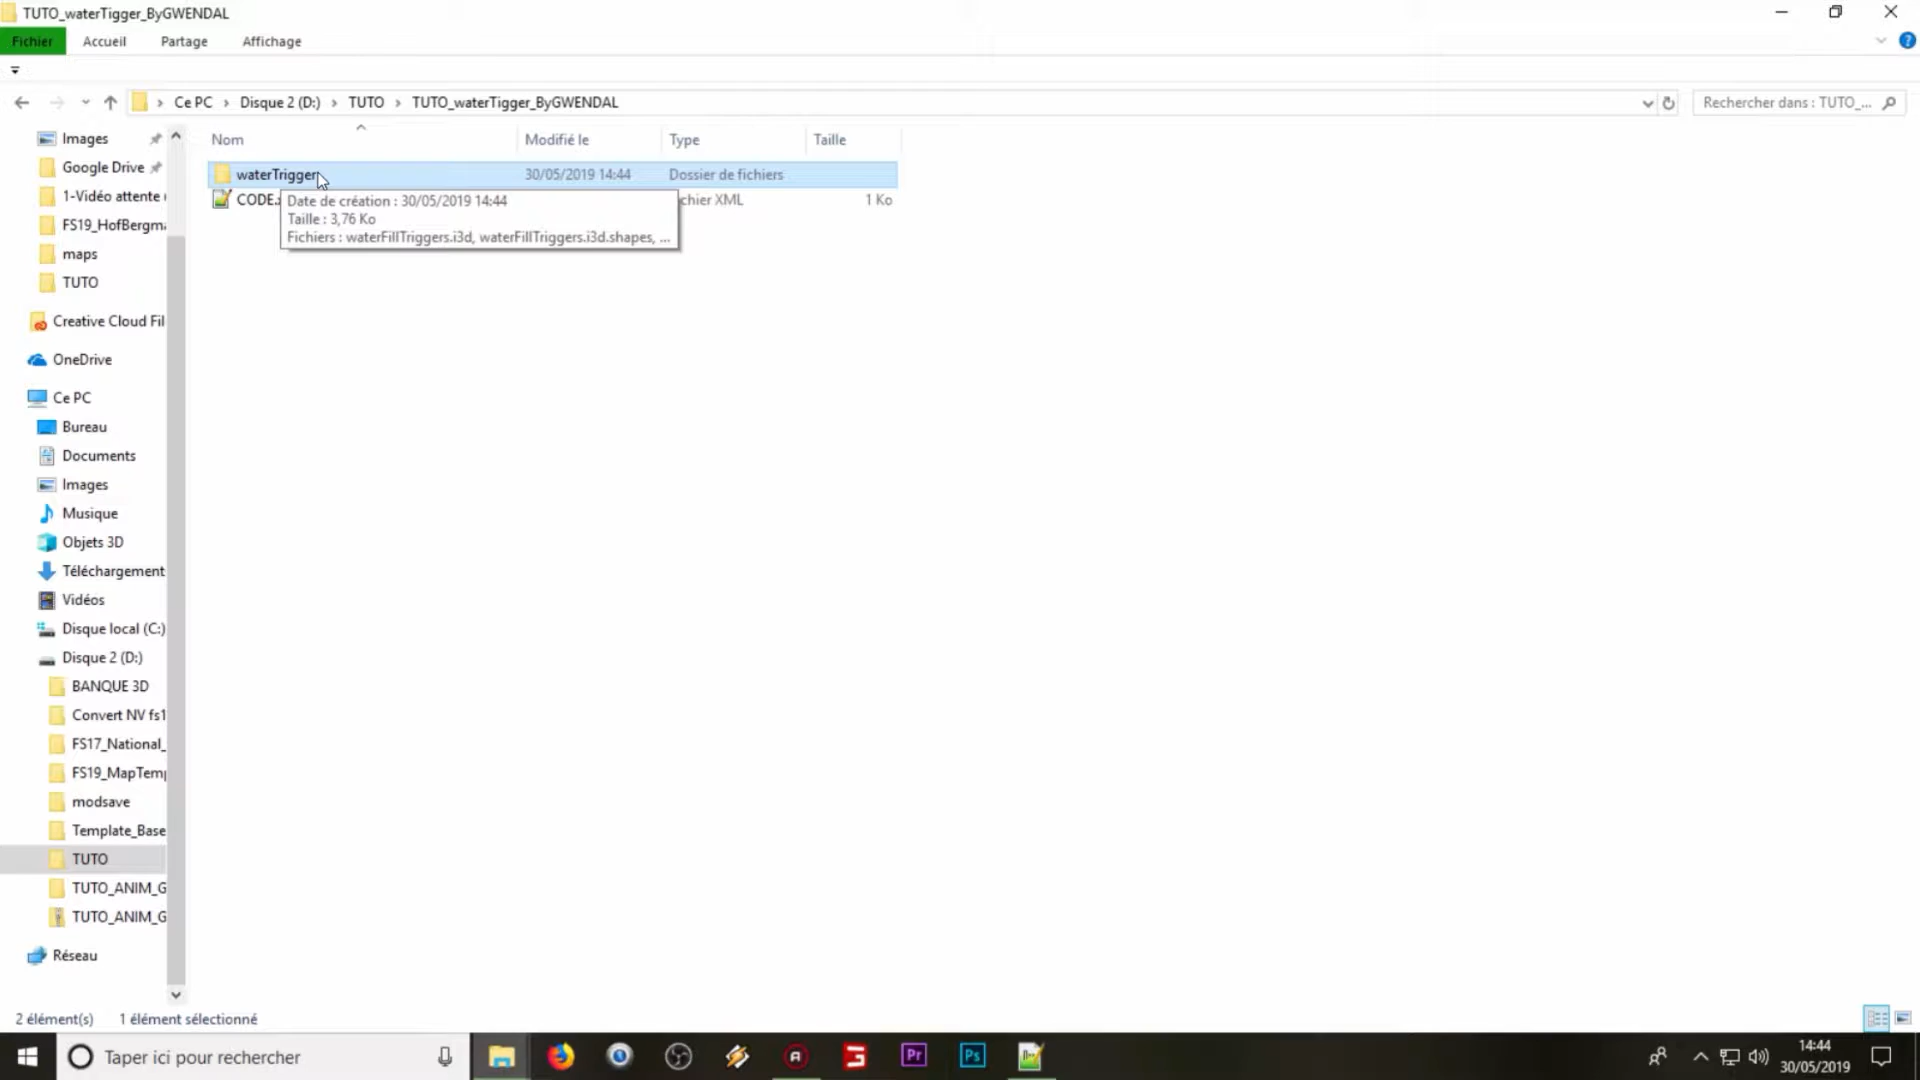 TUTO_waterTigger_ByGWENDAL
Fichier Accueil Partage Affichage
Ce PC Disque 2 (D:) TUTO TUTO_waterTigger_ByGWENDAL
Rechercher dans : TUTO_...
Nom Modifié le Type Taille
waterTrigger 30/05/2019 14:44 Dossier de fichiers
CODE. chier XML 1 Ko
Date de création : 30/05/2019 14:44
Taille : 3,76 Ko
Fichiers : waterFillTriggers.i3d, waterFillTriggers.i3d.shapes, ...
Images
Google Drive
1-Vidéo attente
FS19_HofBergma
maps
TUTO
Creative Cloud Fil
OneDrive
Ce PC
Bureau
Documents
Images
Musique
Objets 3D
Téléchargement
Vidéos
Disque local (C:)
Disque 2 (D:)
BANQUE 3D
Convert NV fs1
FS17_National_
FS19_MapTemp
modsave
Template_Base
TUTO
TUTO_ANIM_G
TUTO_ANIM_G
Réseau
2 élément(s) 1 élément sélectionné
Taper ici pour rechercher
Pr
Ps
14:44
30/05/2019